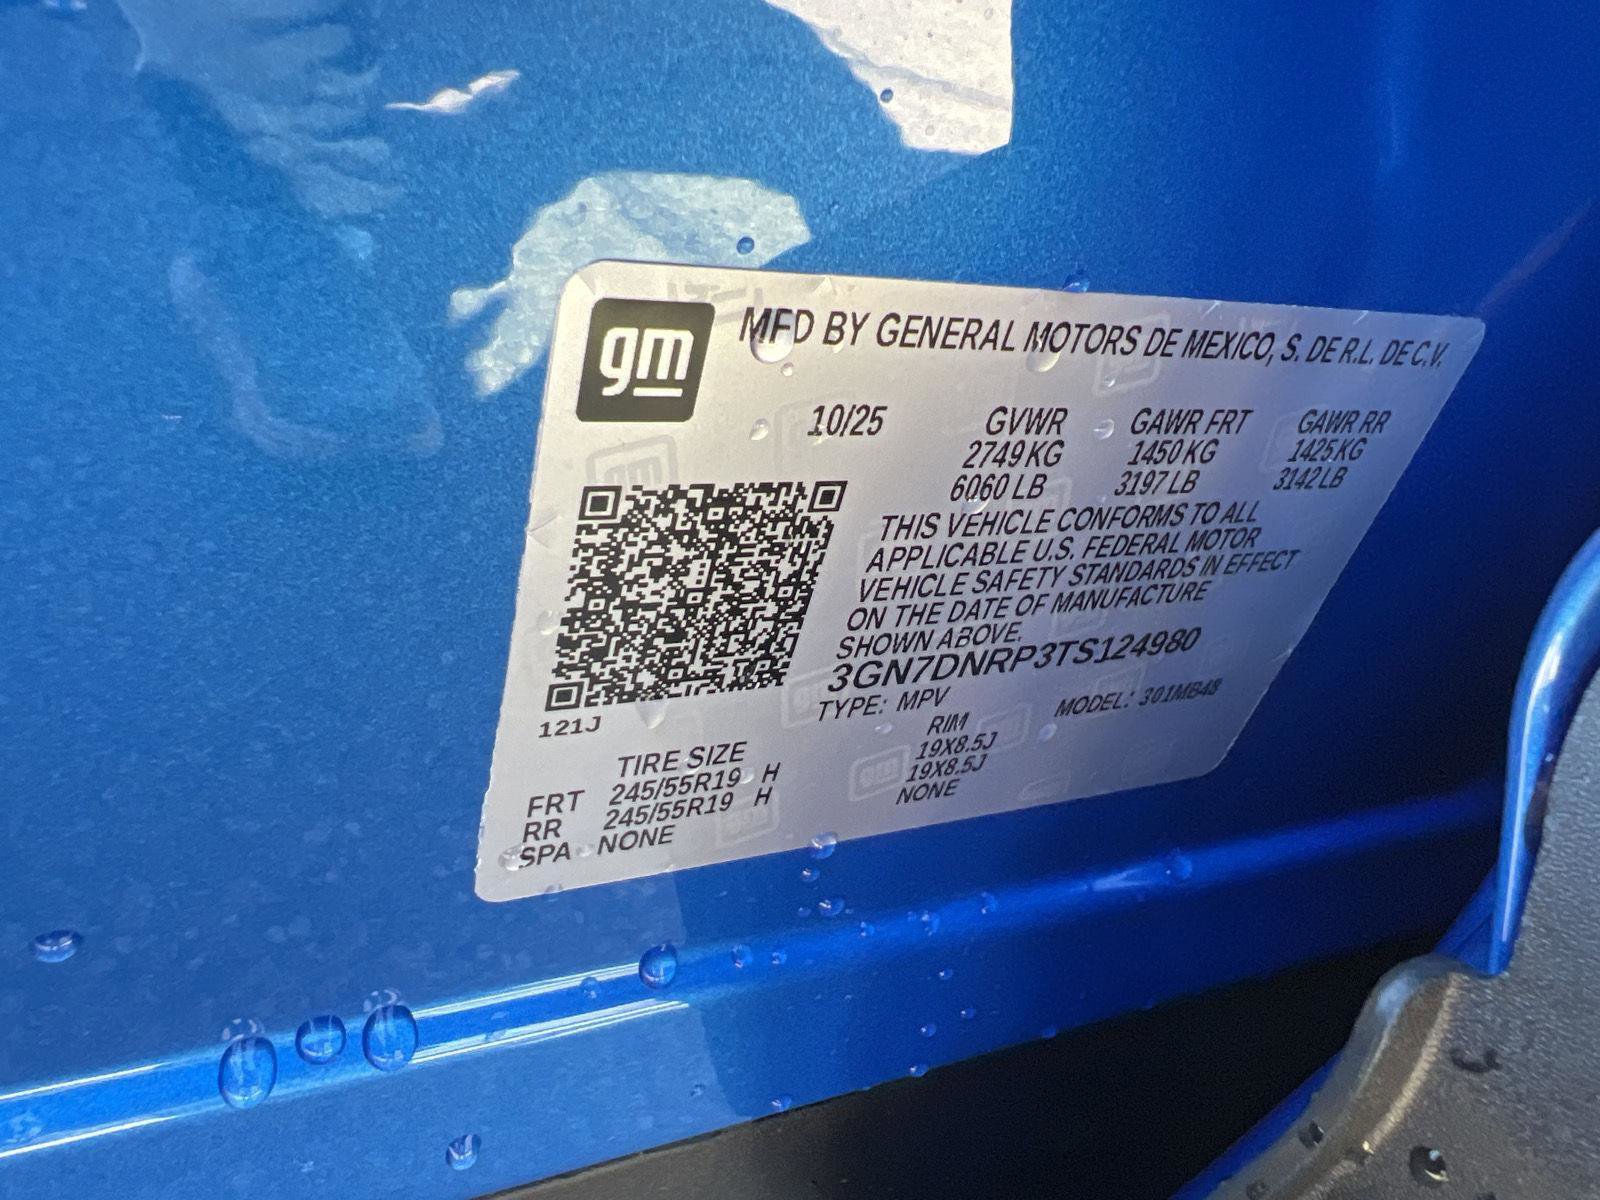 gm
MFD BY GENERAL MOTORS DE MEXICO, S. DE R.L. DE C.V.
10/25 GVWR GAWR FRT GAWR RR
2749 KG 1450 KG 1425 KG
6060 LB 3197 LB 3142 LB
THIS VEHICLE CONFORMS TO ALL
APPLICABLE U.S. FEDERAL MOTOR
VEHICLE SAFETY STANDARDS IN EFFECT
ON THE DATE OF MANUFACTURE
SHOWN ABOVE.
3GN7DNRP3TS124980
TYPE: MPV MODEL: 301MB48
121J
TIRE SIZE RIM
FRT 245/55R19 H 19X8.5J
RR 245/55R19 H 19X8.5J
SPA NONE NONE